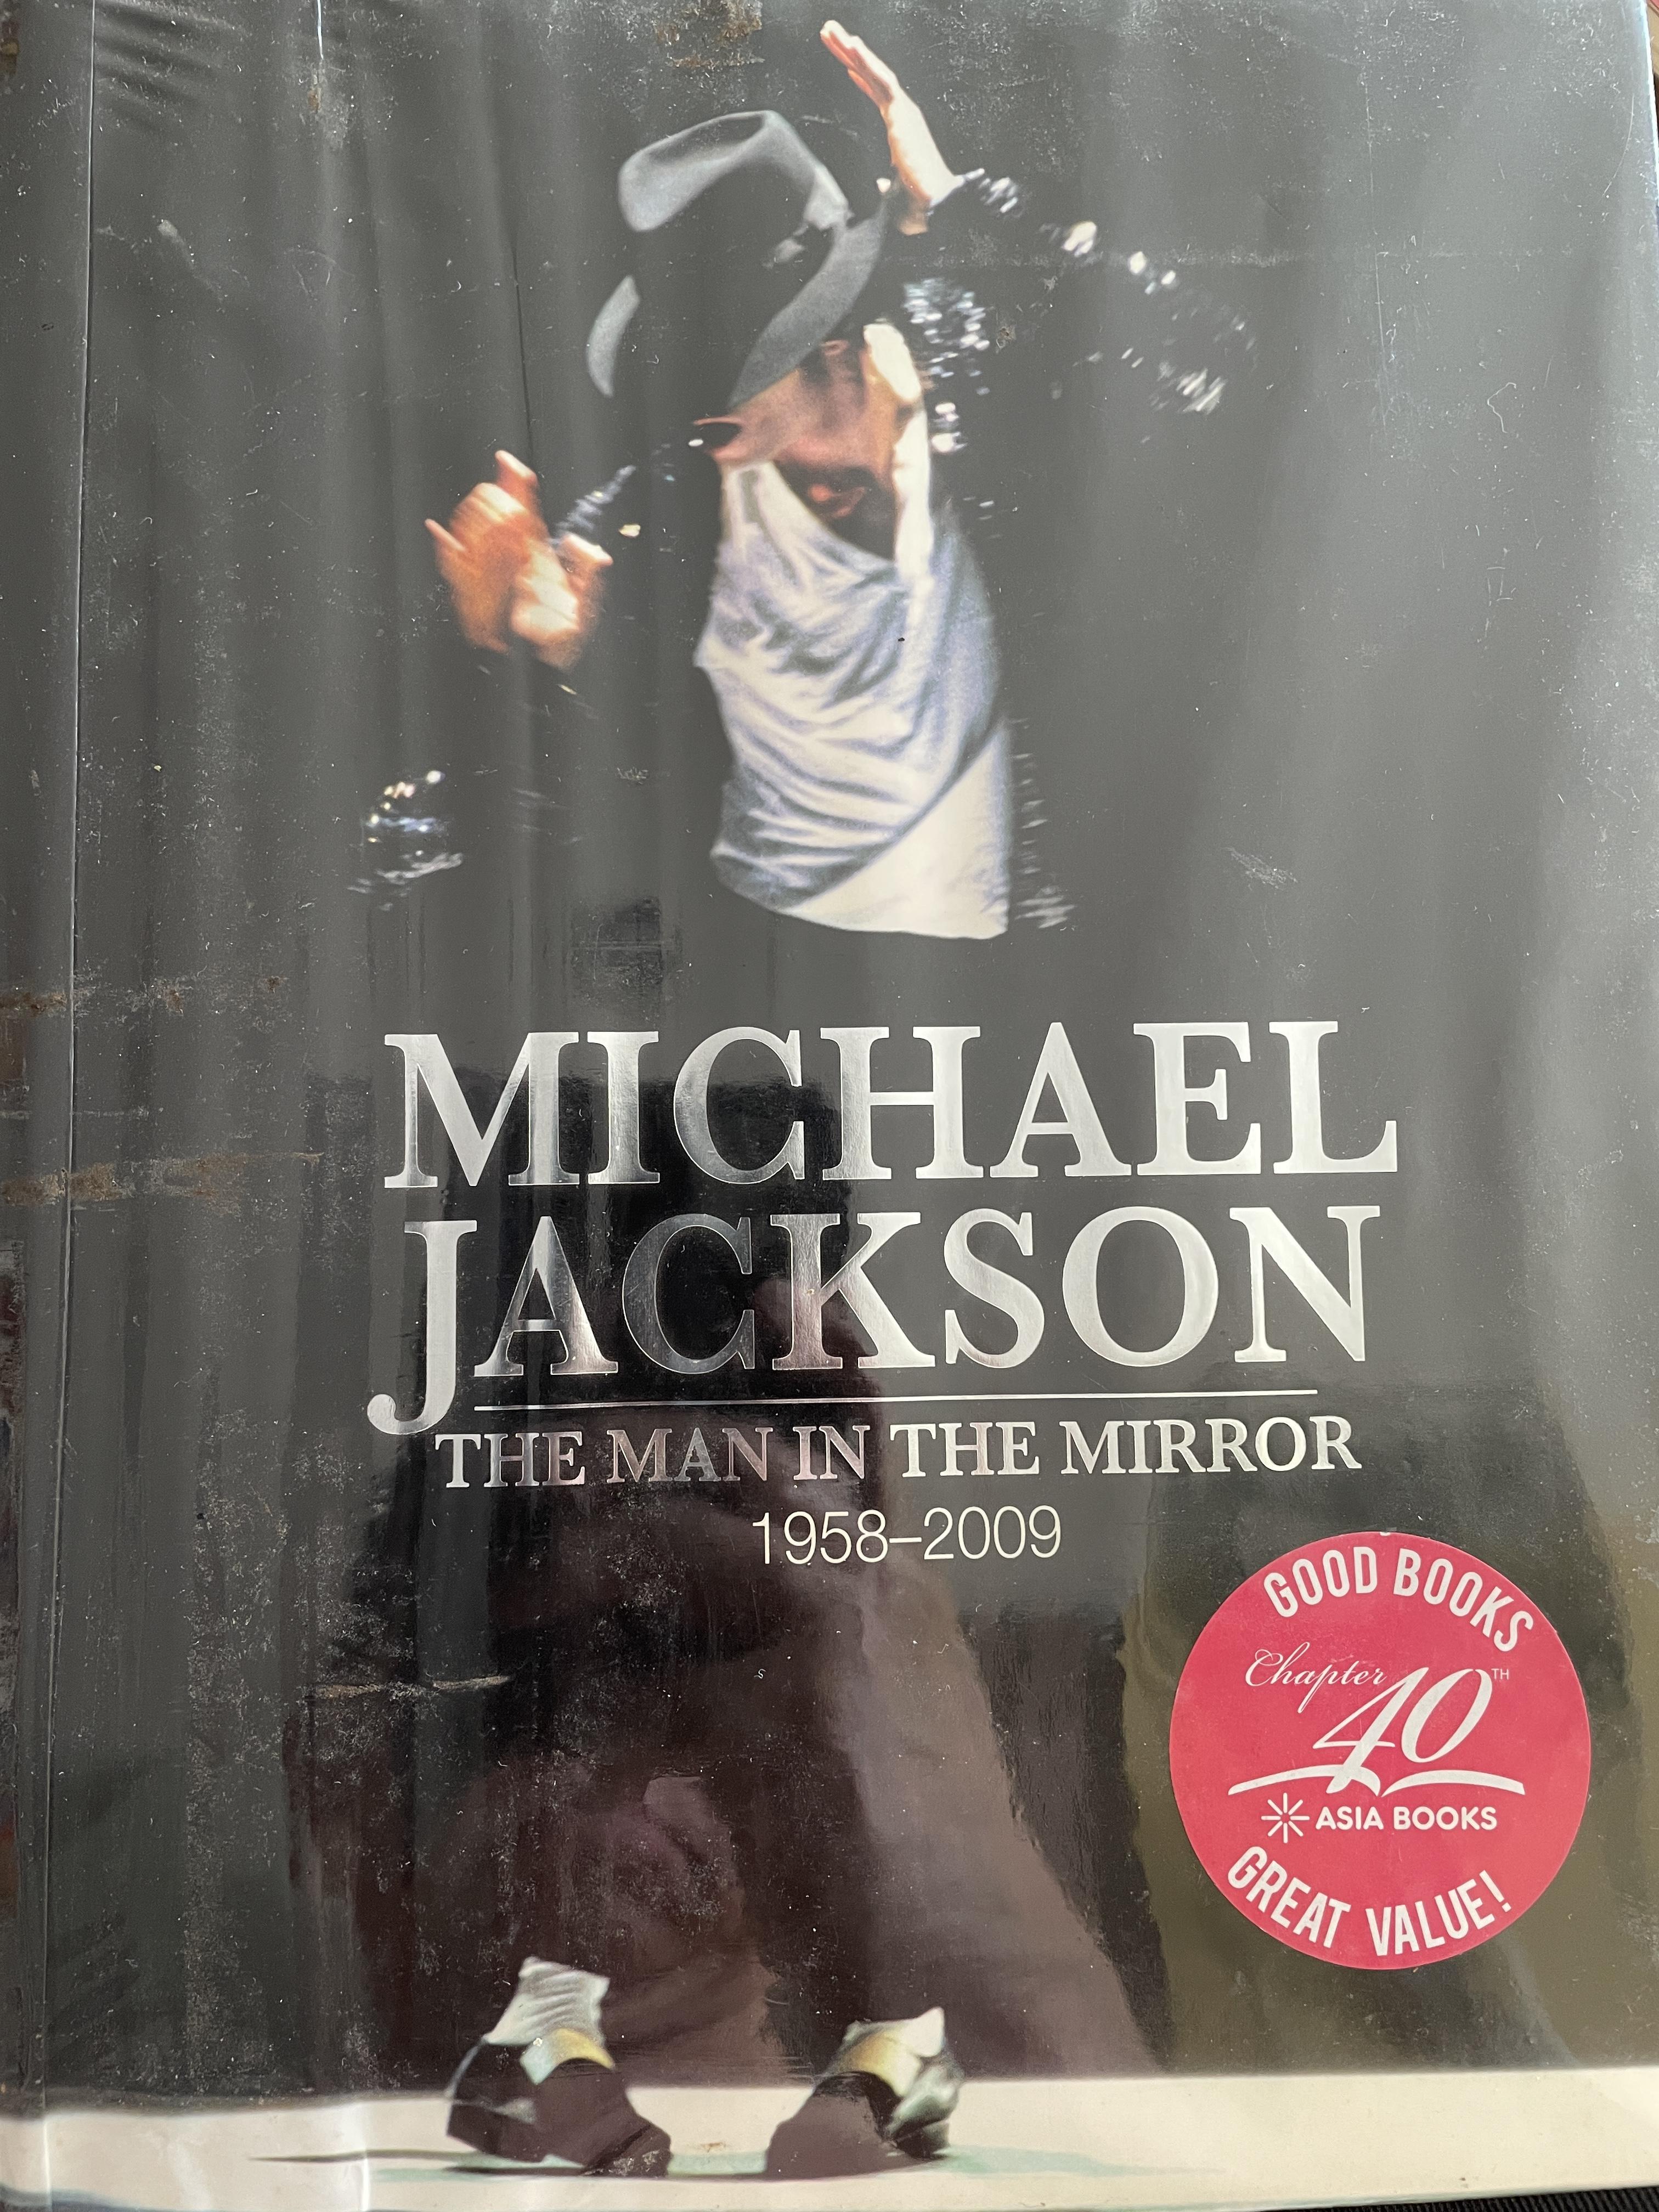 MICHAEL
JACKSON
THE MAN IN THE MIRROR
1958–2009
GOOD BOOKS
Chapter 40TH
ASIA BOOKS
GREAT VALUE!